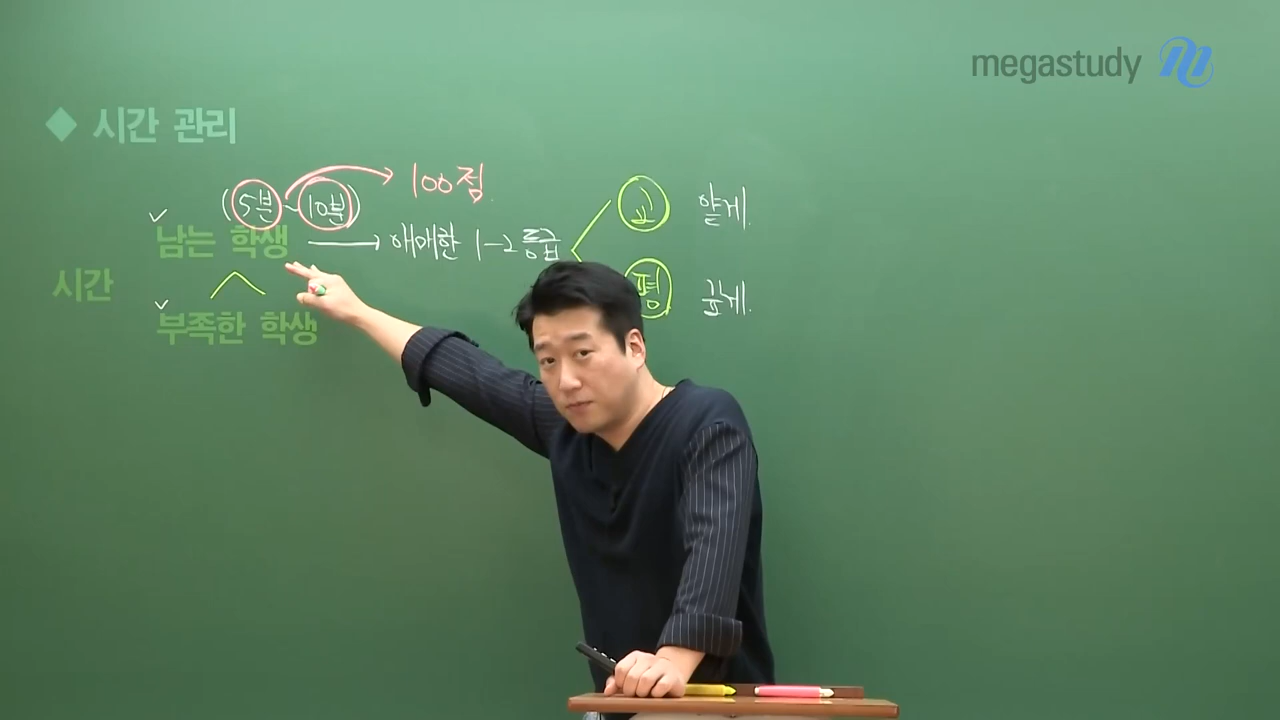 megastudy
◆ 시간 관리
100점.
(5분~10분)
남는 학생 → 애매한 1-2등급
교 얕게.
시간
평 깊게.
부족한 학생